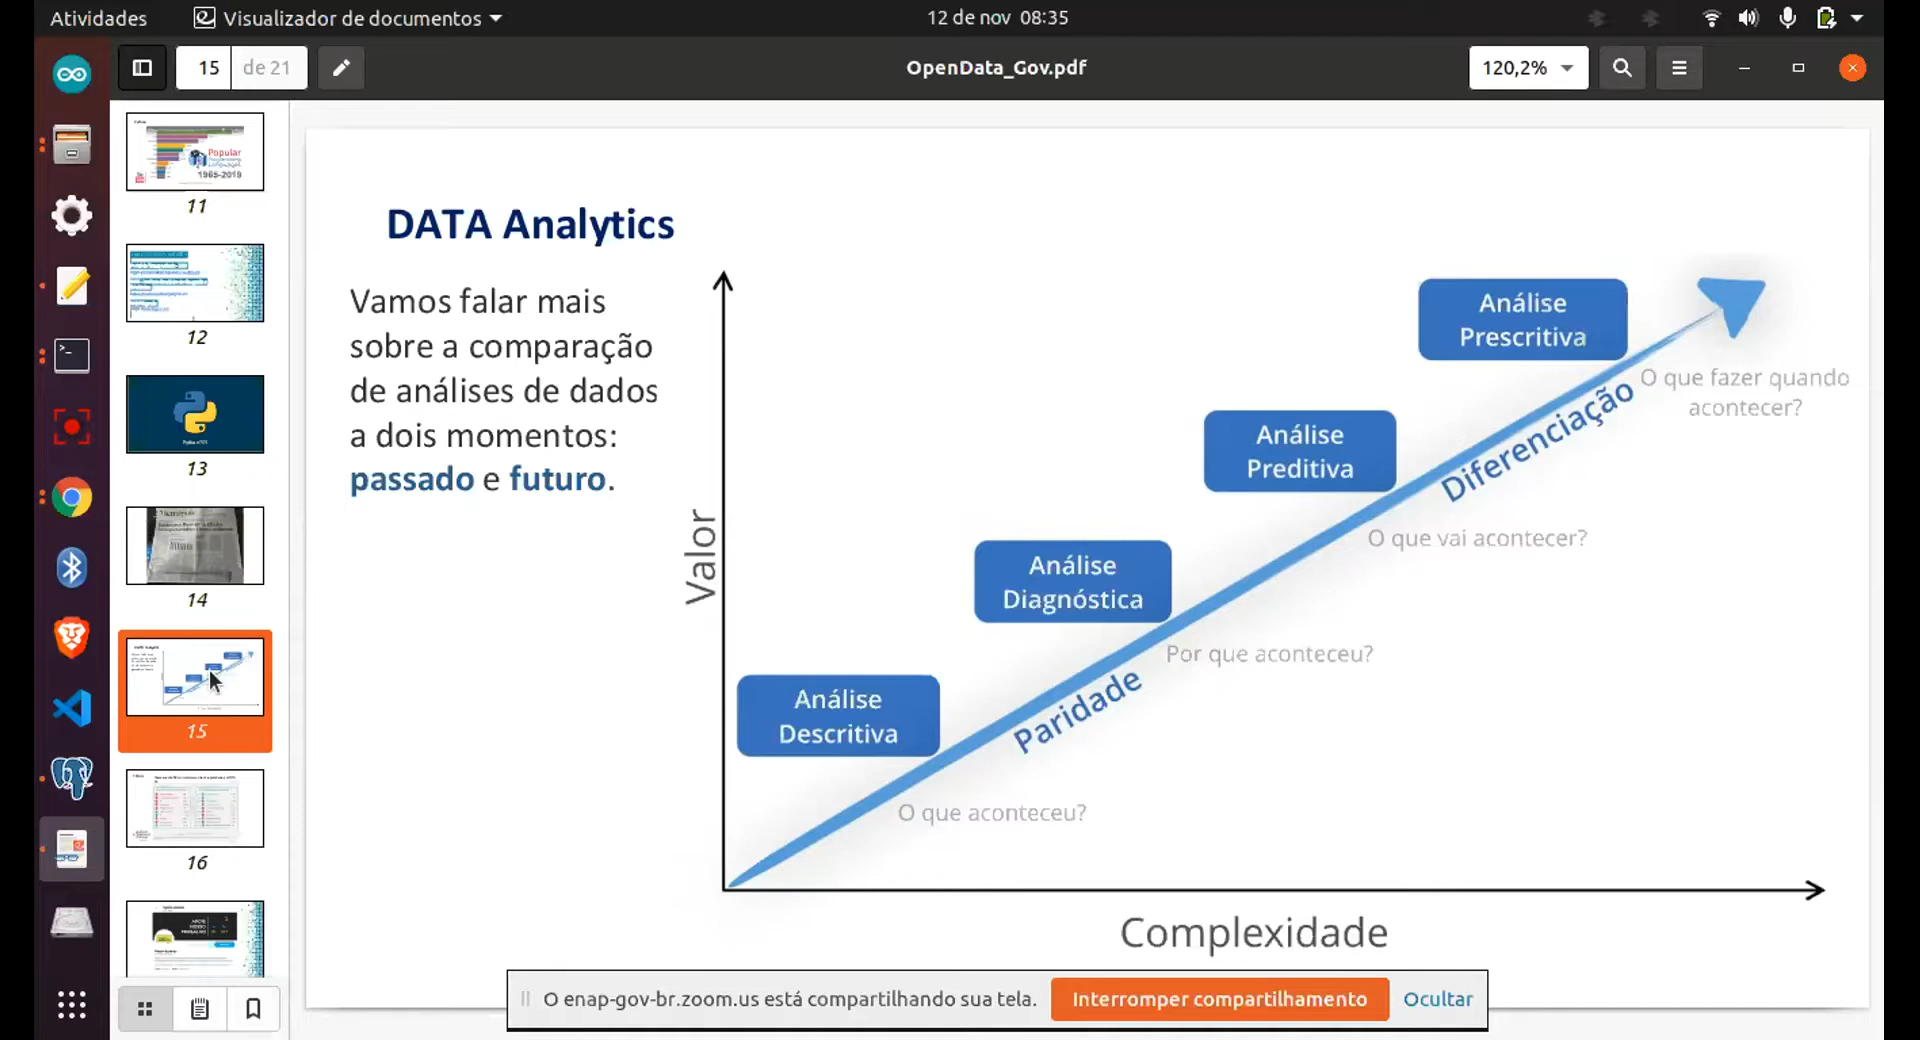 Atividades
Visualizador de documentos
12 de nov 08:35
15
de 21
OpenData_Gov.pdf
120,2%
Popular
1965-2019
11
12
13
14
15
16
DATA Analytics
Vamos falar mais
sobre a comparação
de análises de dados
a dois momentos:
passado e futuro.
Valor
Análise
Prescritiva
O que fazer quando
acontecer?
Diferenciação
Análise
Preditiva
O que vai acontecer?
Análise
Diagnóstica
Por que aconteceu?
Paridade
Análise
Descritiva
O que aconteceu?
Complexidade
O enap-gov-br.zoom.us está compartilhando sua tela.
Interromper compartilhamento
Ocultar